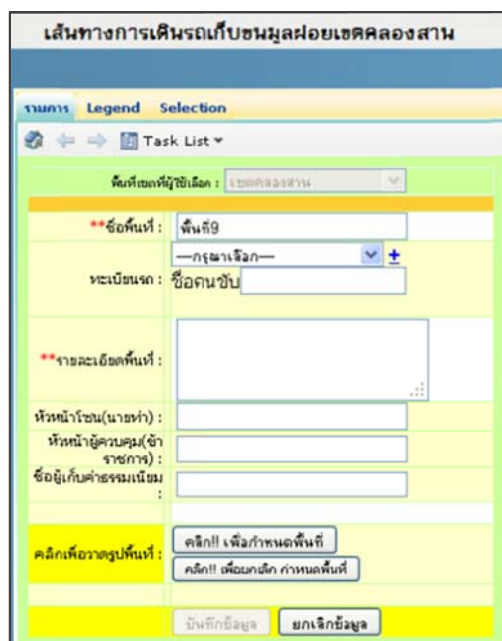 เส้นทางการเดินรถเก็บขนมูลฝอยเขตคลองสาน
รายการ Legend Selection
Task List
พื้นที่เขตที่ผู้ใช้เลือก : เขตคลองสาน
**ชื่อพื้นที่ : พื้นที่9
—กรุณาเลือก— +
ทะเบียนรถ : ชื่อคนขับ
**รายละเอียดพื้นที่ :
หัวหน้าโซน(นายท่า) :
หัวหน้าผู้ควบคุม(ข้า
ราชการ) :
ชื่อผู้เก็บค่าธรรมเนียม
:
คลิกเพื่อวาดรูปพื้นที่ : คลิก!! เพื่อกำหนดพื้นที่
คลิก!! เพื่อยกเลิก กำหนดพื้นที่
บันทึกข้อมูล ยกเลิกข้อมูล